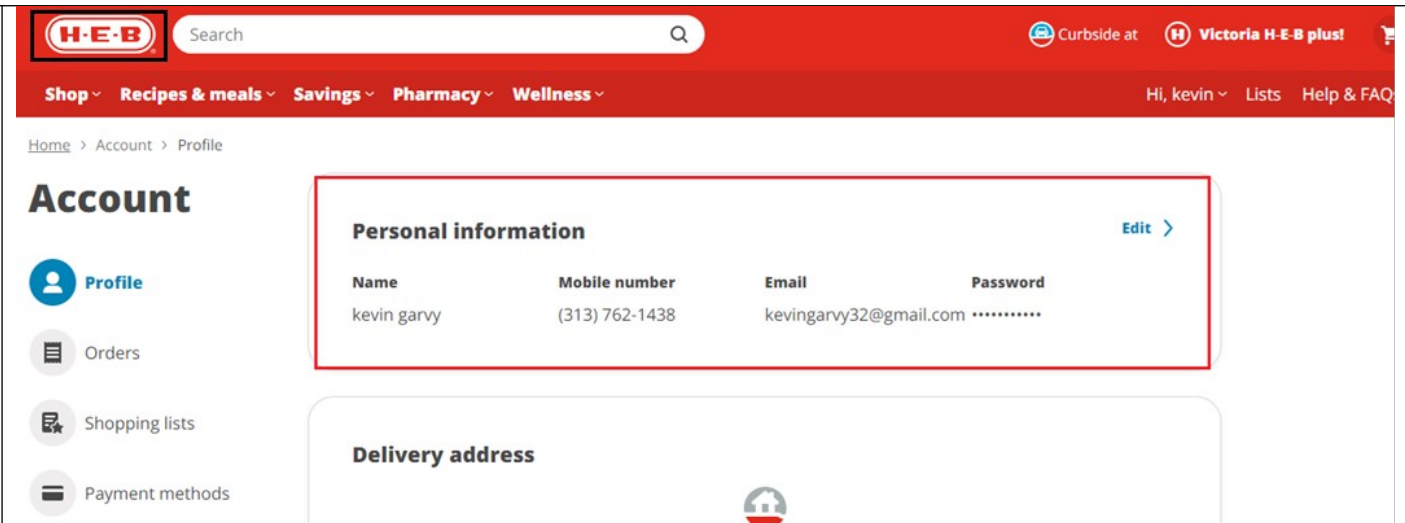 H-E-B Search Curbside at H Victoria H-E-B plus!
Shop Recipes & meals Savings Pharmacy Wellness Hi, kevin Lists Help & FAQs
Home > Account > Profile
Account
Personal information Edit >
Profile
Name Mobile number Email Password
kevin garvy (313) 762-1438 kevingarvy32@gmail.com •••••••••••
Orders
Shopping lists
Delivery address
Payment methods